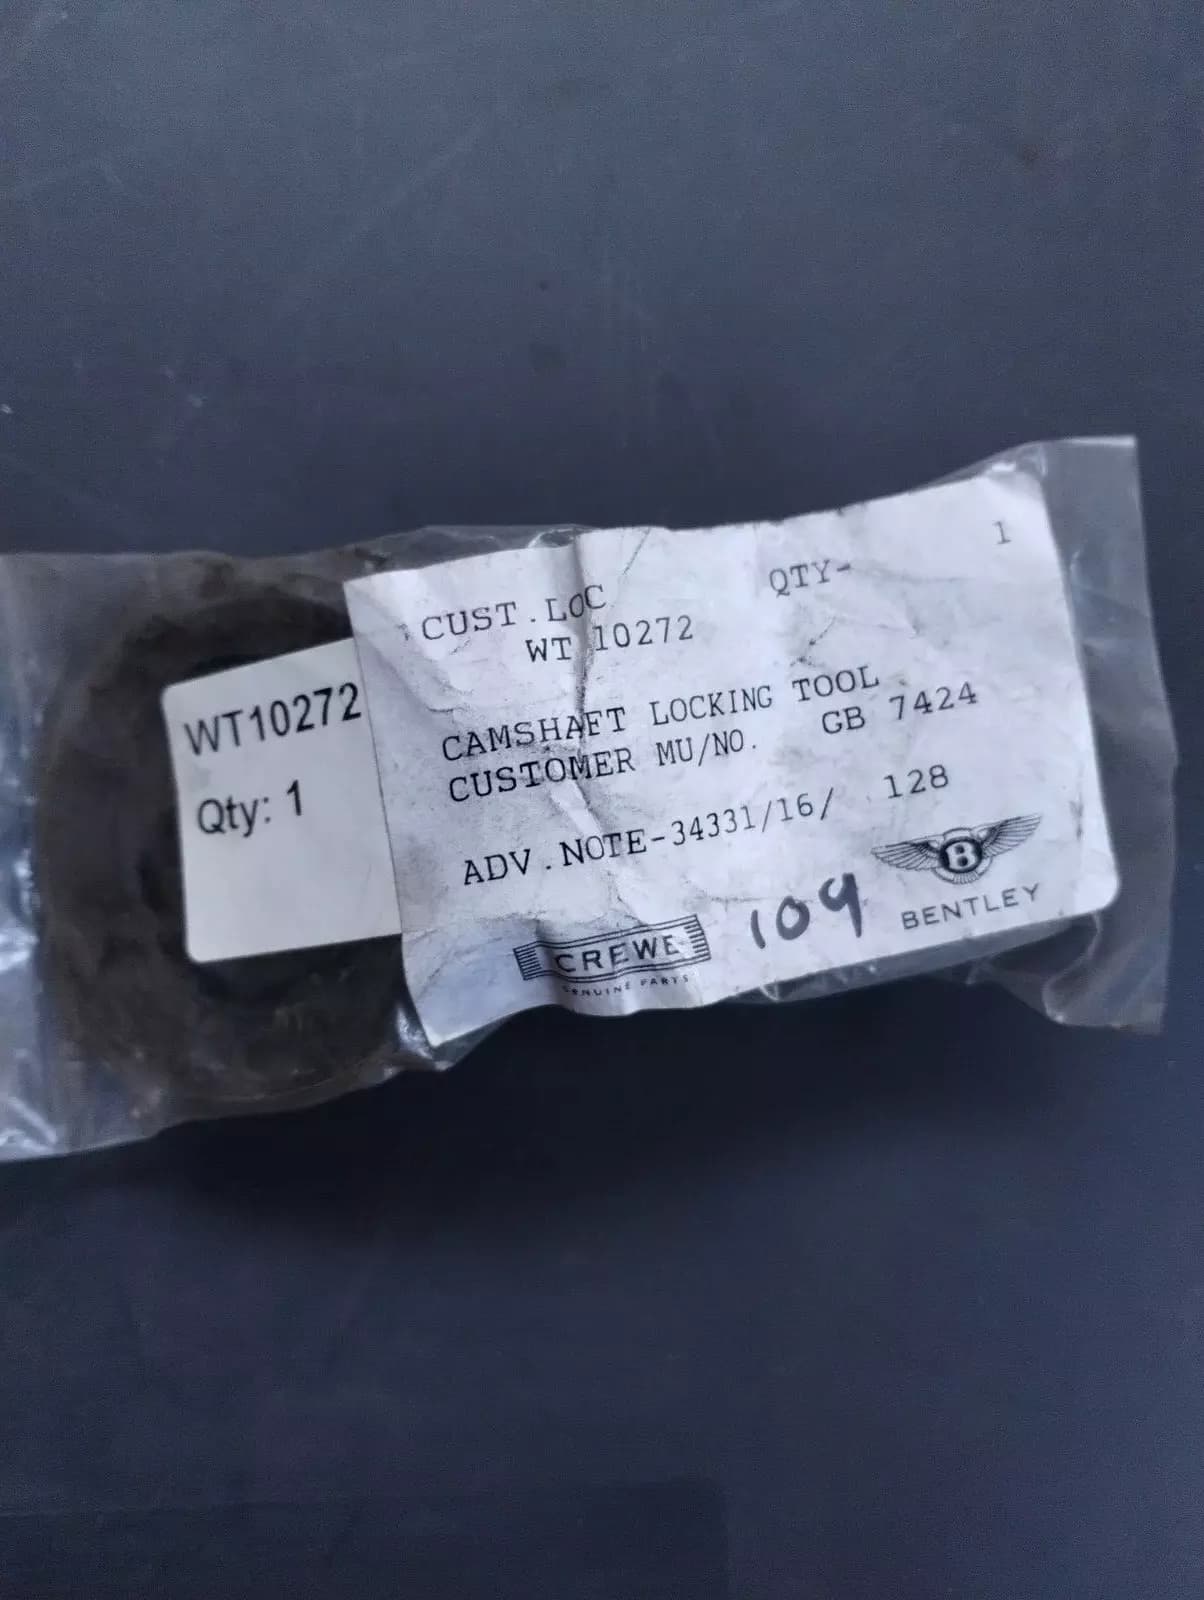 WT10272
Qty: 1
CUST.LOC QTY- 1
WT 10272
CAMSHAFT LOCKING TOOL
CUSTOMER MU/NO. GB 7424
ADV.NOTE-34331/16/ 128
109
CREWE
GENUINE PARTS
B
BENTLEY